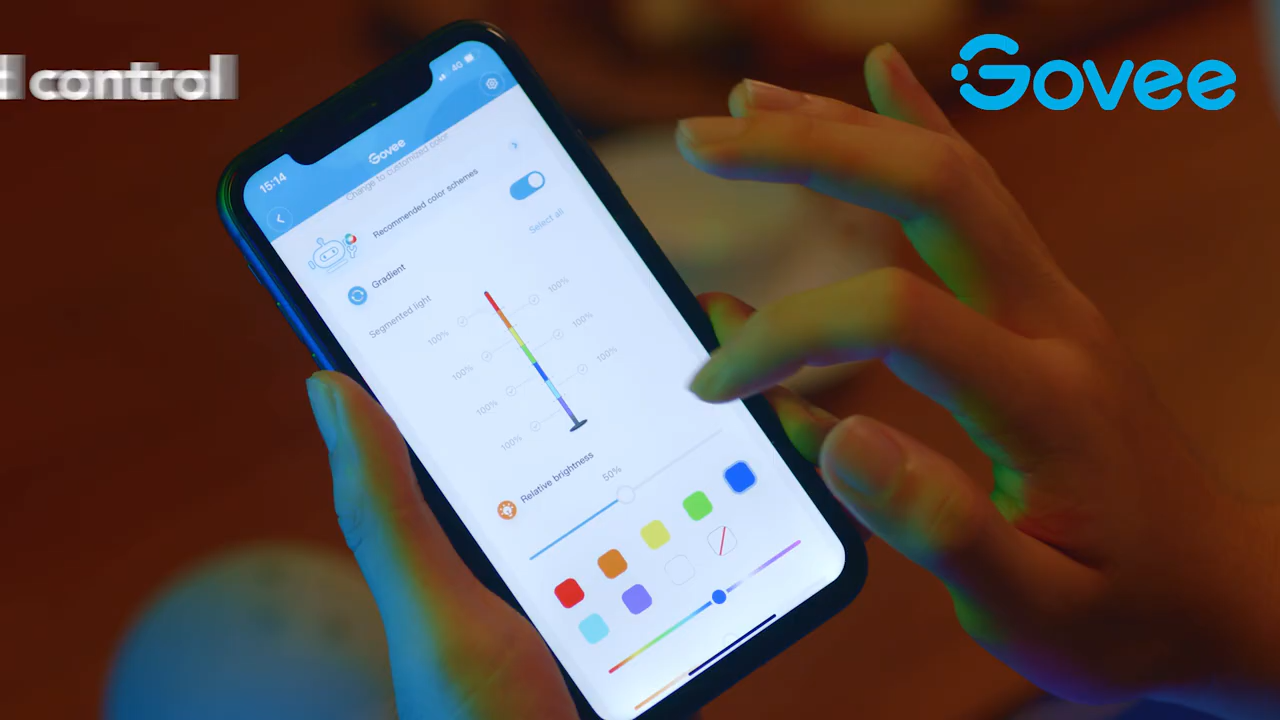 d control
Govee
15:14
4G
Govee
Change to customized color
Recommended color schemes
Select all
Gradient
Segmented light
100%
100%
100%
100%
100%
100%
100%
Relative brightness
50%